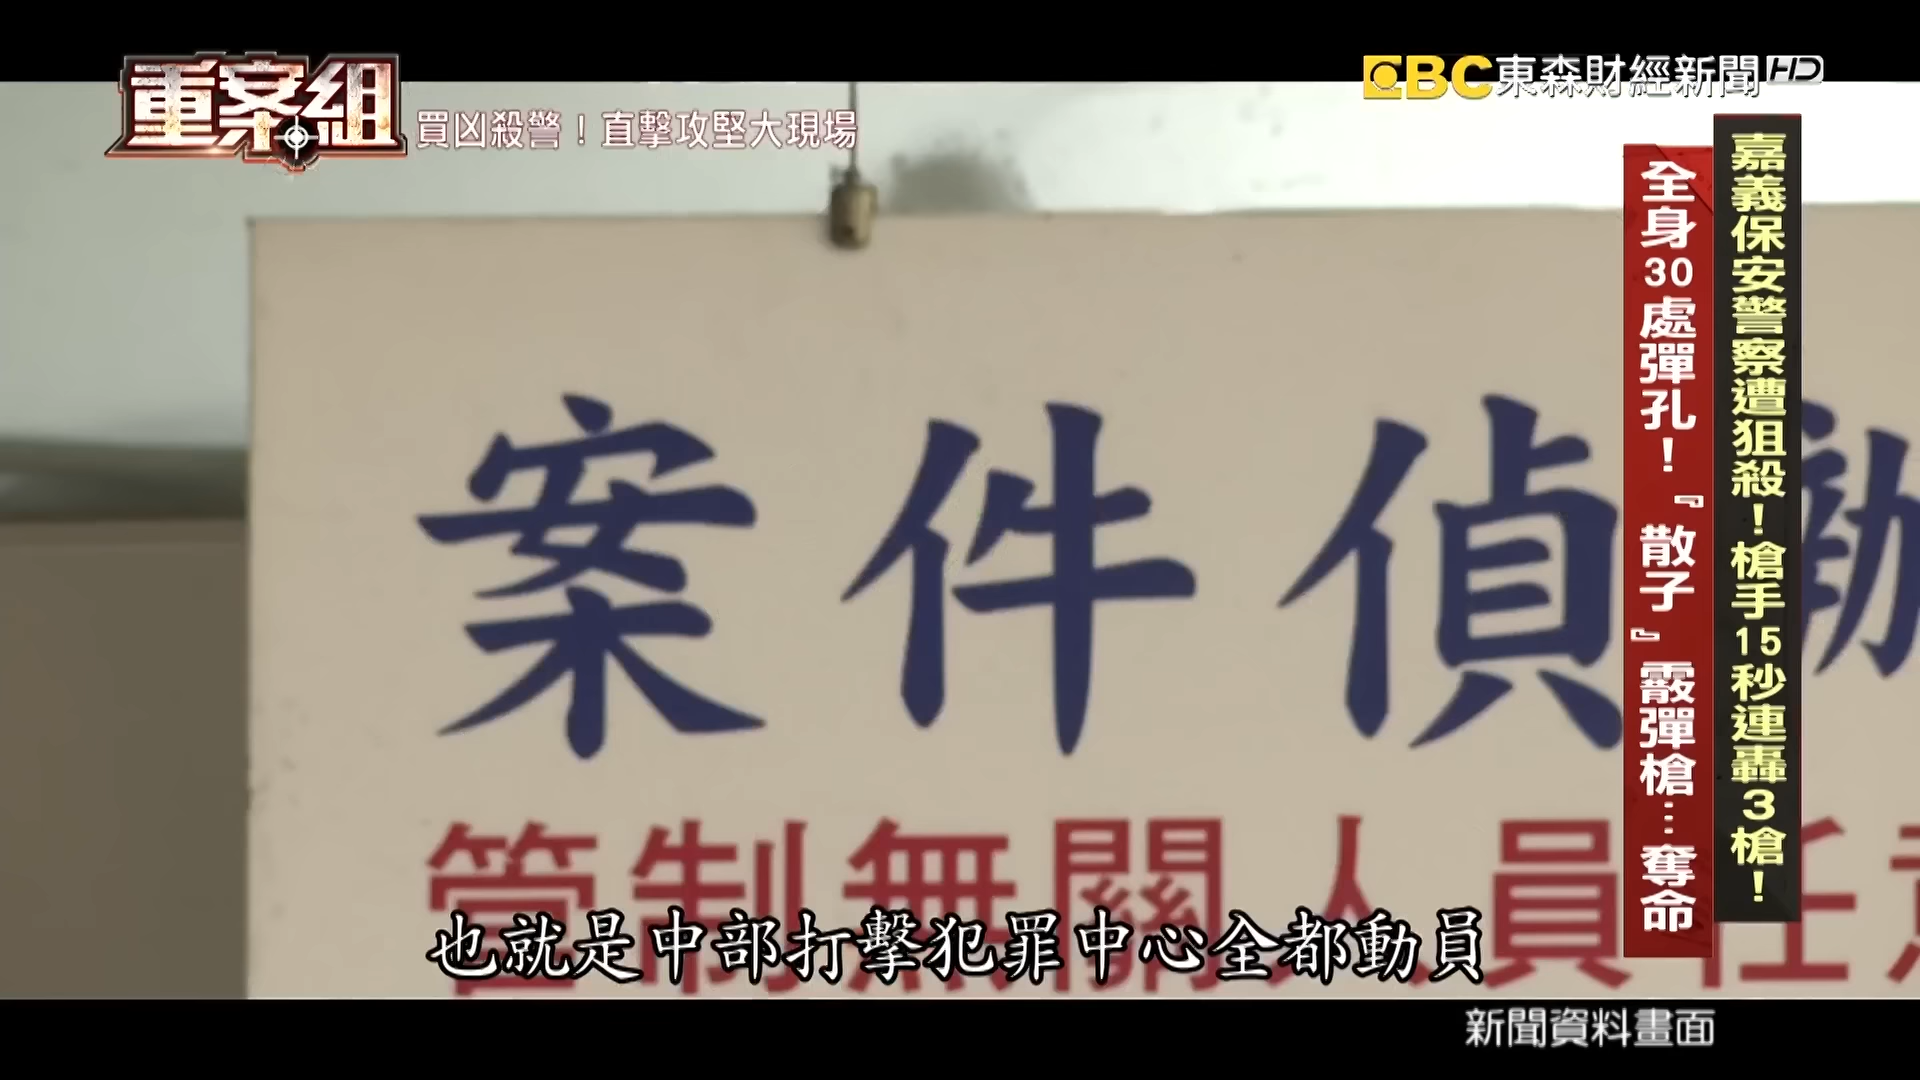 重案組
買凶殺警！直擊攻堅大現場
EBC東森財經新聞HD
嘉義保安警察遭狙殺！槍手15秒連轟3槍！
全身30處彈孔！『散子』霰彈槍…奪命
案件偵辦
管制無關人員任意
也就是中部打擊犯罪中心全都動員
新聞資料畫面